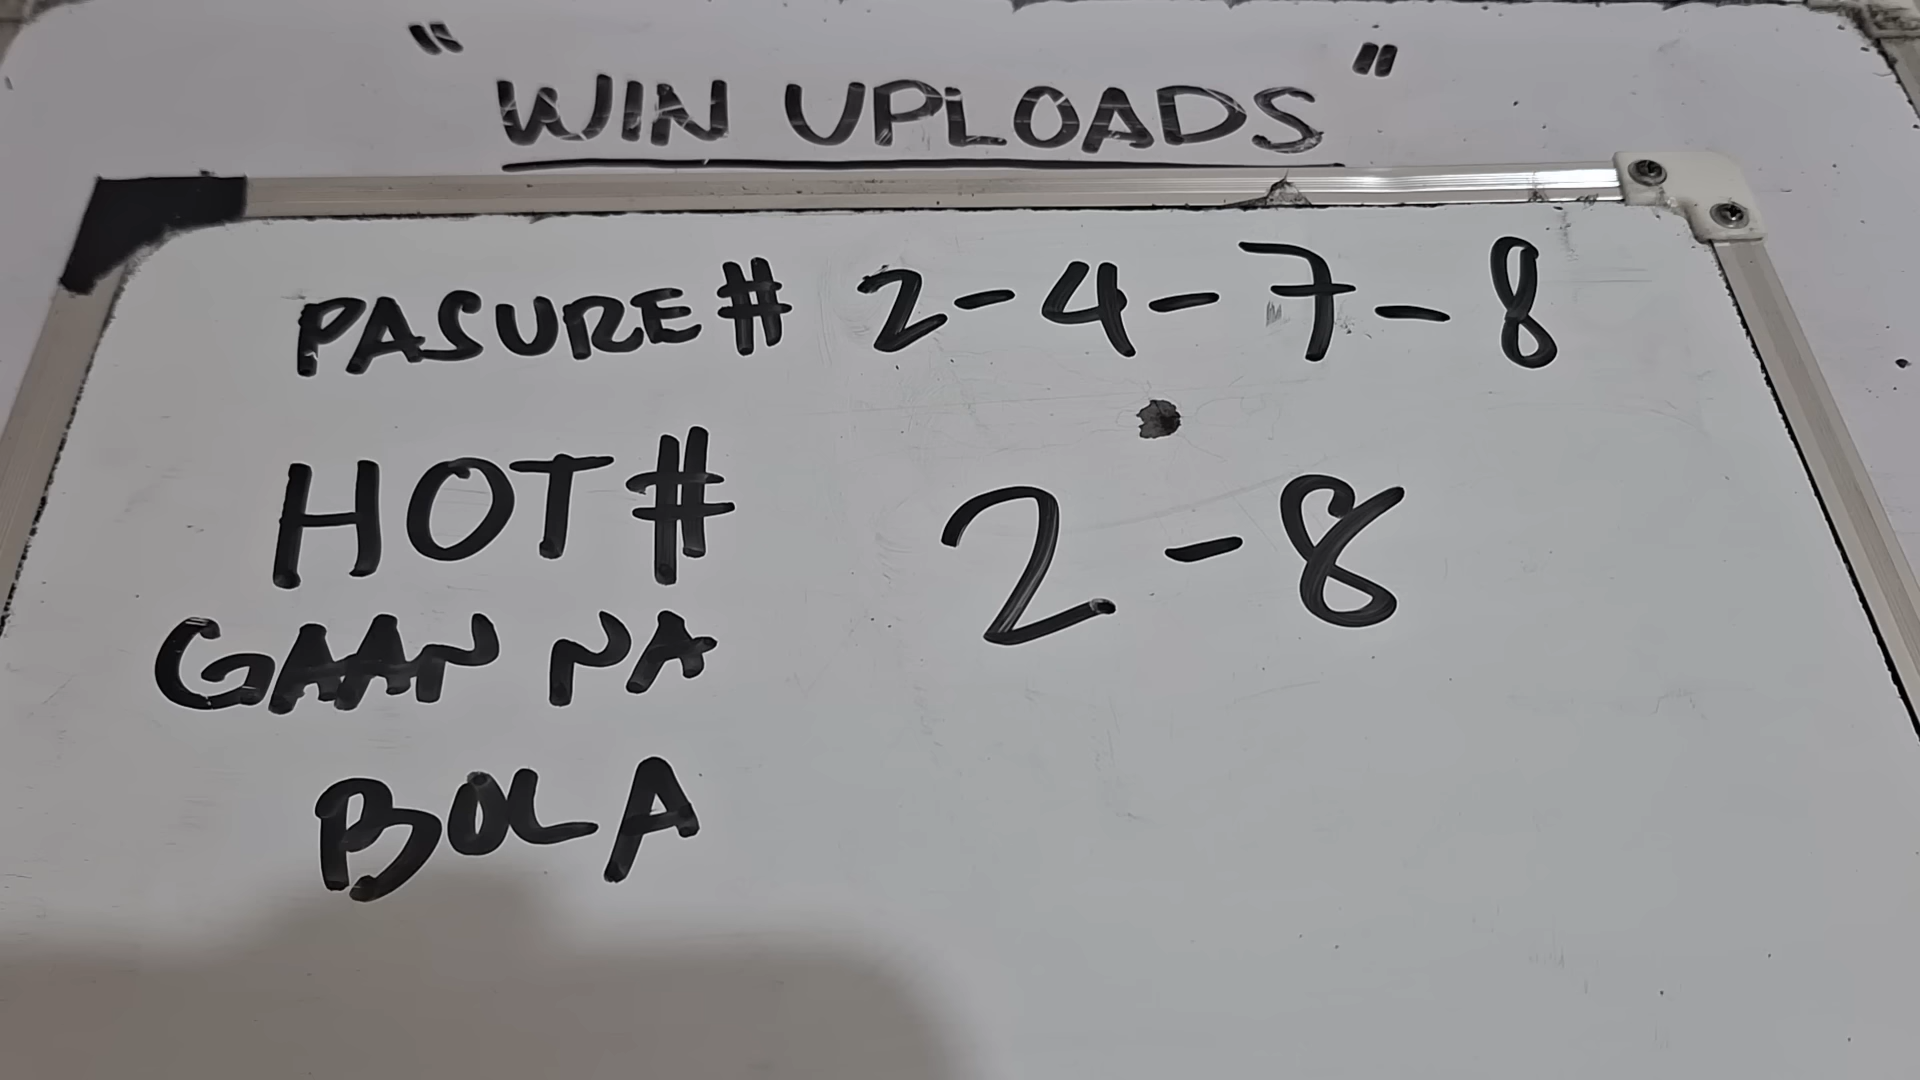 "WIN UPLOADS"
PASURE# 2-4-7-8
HOT# 2-8
GAAN NA
BOLA